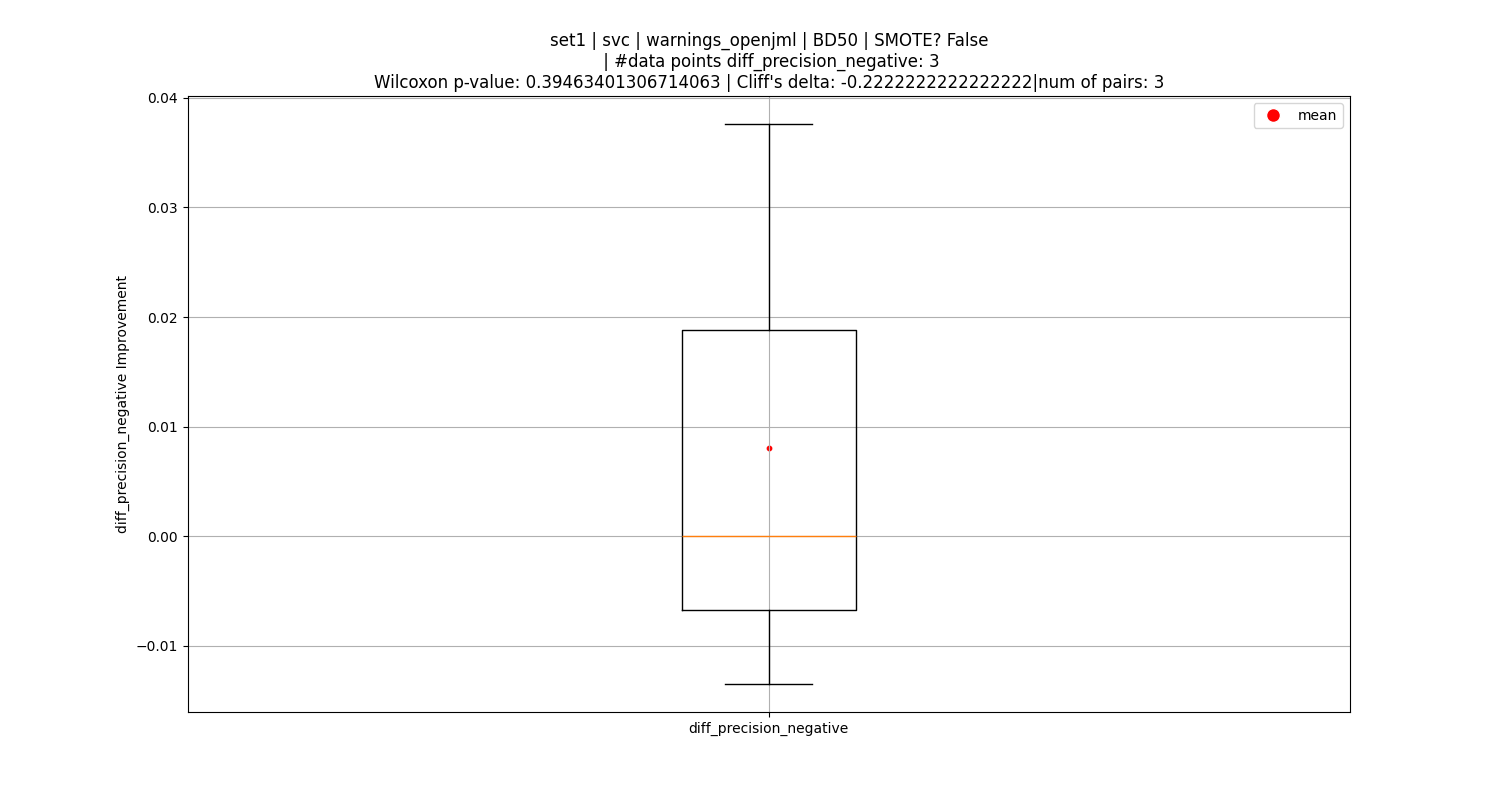 set1 | svc | warnings_openjml | BD50 | SMOTE? False
| #data points diff_precision_negative: 3
Wilcoxon p-value: 0.39463401306714063 | Cliff's delta: -0.2222222222222222|num of pairs: 3
mean
0.04
0.03
0.02
0.01
0.00
−0.01
diff_precision_negative Improvement
diff_precision_negative